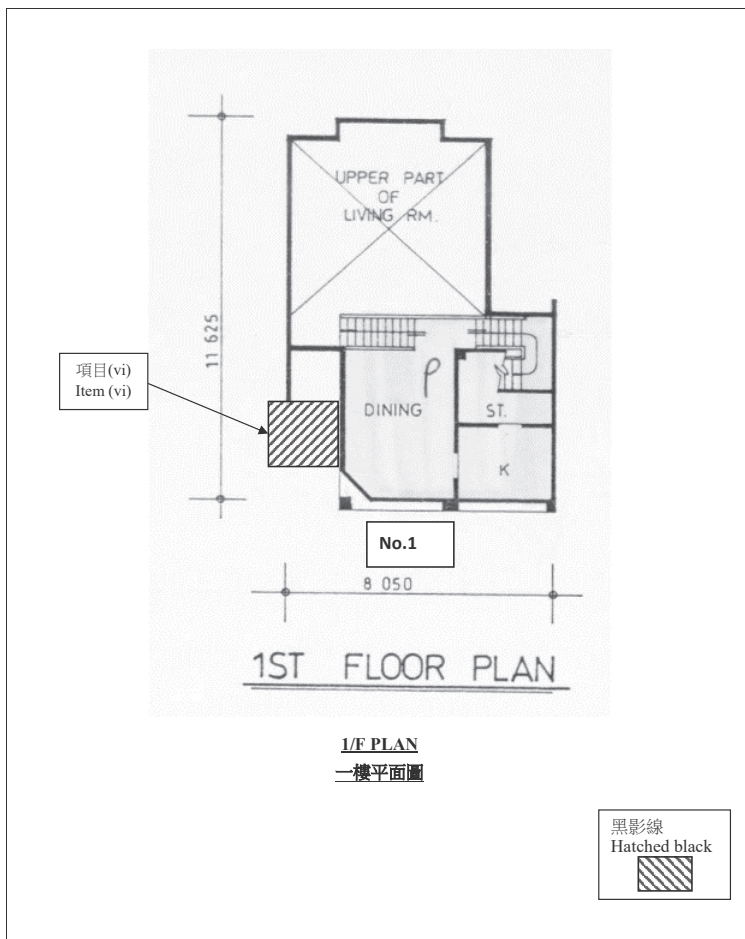 UPPER PART
OF
LIVING RM.
11 625
項目(vi)
Item (vi)
DINING
ST.
K
No.1
8 050
1ST FLOOR PLAN
1/F PLAN
一樓平面圖
黑影線
Hatched black